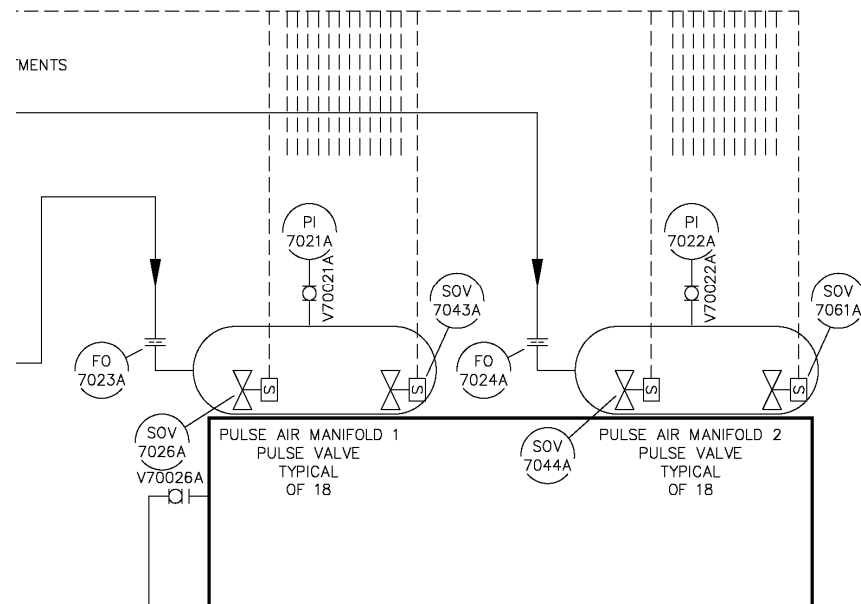 MENTS
PI
7021A
V70021A
PI
7022A
V70022A
SOV
7043A
SOV
7061A
FO
7023A
FO
7024A
S
S
S
S
SOV
7026A
SOV
7044A
PULSE AIR MANIFOLD 1
PULSE VALVE
TYPICAL
OF 18
PULSE AIR MANIFOLD 2
PULSE VALVE
TYPICAL
OF 18
V70026A